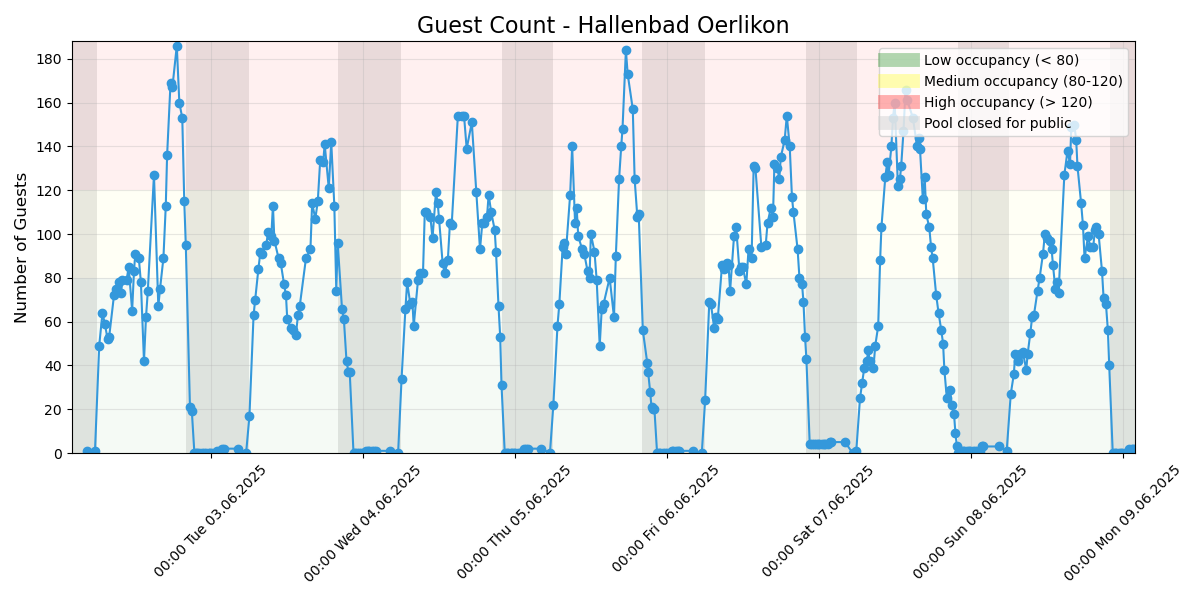 Guest Count - Hallenbad Oerlikon
Number of Guests
180
160
140
120
100
80
60
40
20
0
Low occupancy (< 80)
Medium occupancy (80-120)
High occupancy (> 120)
Pool closed for public
00:00 Tue 03.06.2025
00:00 Wed 04.06.2025
00:00 Thu 05.06.2025
00:00 Fri 06.06.2025
00:00 Sat 07.06.2025
00:00 Sun 08.06.2025
00:00 Mon 09.06.2025